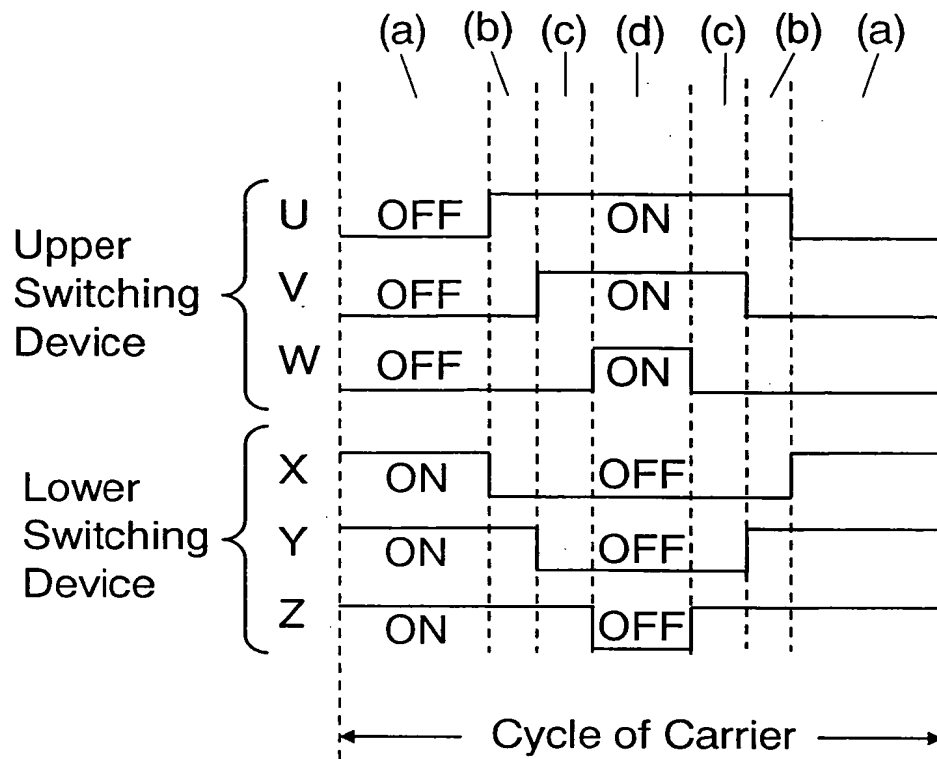 (a) (b) (c) (d) (c) (b) (a)
Upper
Switching
Device
U OFF ON
V OFF ON
W OFF ON
Lower
Switching
Device
X ON OFF
Y ON OFF
Z ON OFF
Cycle of Carrier